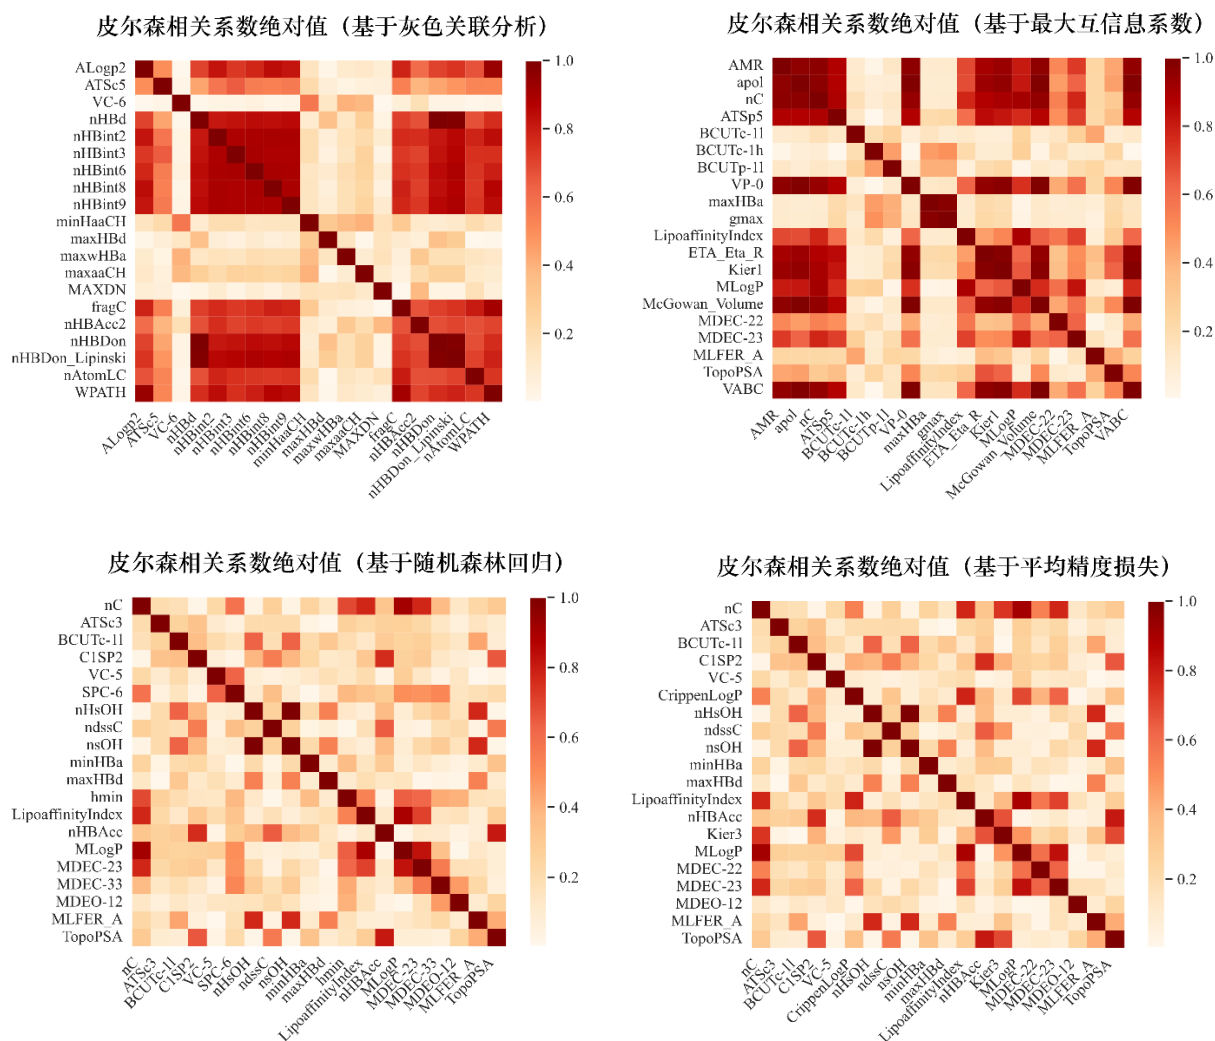 皮尔森相关系数绝对值（基于灰色关联分析）
ALogp2
ATSc5
VC-6
nHBd
nHBint2
nHBint3
nHBint6
nHBint8
nHBint9
minHaaCH
maxHBd
maxwHBa
maxaaCH
MAXDN
fragC
nHBAcc2
nHBDon
nHBDon_Lipinski
nAtomLC
WPATH
ALogp2
ATSc5
VC-6
nHBd
nHBint2
nHBint3
nHBint6
nHBint8
nHBint9
minHaaCH
maxHBd
maxwHBa
maxaaCH
MAXDN
fragC
nHBAcc2
nHBDon
nHBDon_Lipinski
nAtomLC
WPATH
1.0
0.8
0.6
0.4
0.2
皮尔森相关系数绝对值（基于最大互信息系数）
AMR
apol
nC
ATSp5
BCUTc-1l
BCUTc-1h
BCUTp-1l
VP-0
maxHBa
gmax
LipoaffinityIndex
ETA_Eta_R
Kier1
MLogP
McGowan_Volume
MDEC-22
MDEC-23
MLFER_A
TopoPSA
VABC
AMR
apol
nC
ATSp5
BCUTc-1l
BCUTc-1h
BCUTp-1l
VP-0
maxHBa
gmax
LipoaffinityIndex
ETA_Eta_R
Kier1
MLogP
McGowan_Volume
MDEC-22
MDEC-23
MLFER_A
TopoPSA
VABC
1.0
0.8
0.6
0.4
0.2
皮尔森相关系数绝对值（基于随机森林回归）
nC
ATSc3
BCUTc-1l
C1SP2
VC-5
SPC-6
nHsOH
ndssC
nsOH
minHBa
maxHBd
hmin
LipoaffinityIndex
nHBAcc
MLogP
MDEC-23
MDEC-33
MDEO-12
MLFER_A
TopoPSA
nC
ATSc3
BCUTc-1l
C1SP2
VC-5
SPC-6
nHsOH
ndssC
nsOH
minHBa
maxHBd
hmin
LipoaffinityIndex
nHBAcc
MLogP
MDEC-23
MDEC-33
MDEO-12
MLFER_A
TopoPSA
1.0
0.8
0.6
0.4
0.2
皮尔森相关系数绝对值（基于平均精度损失）
nC
ATSc3
BCUTc-1l
C1SP2
VC-5
CrippenLogP
nHsOH
ndssC
nsOH
minHBa
maxHBd
LipoaffinityIndex
nHBAcc
Kier3
MLogP
MDEC-22
MDEC-23
MDEO-12
MLFER_A
TopoPSA
nC
ATSc3
BCUTc-1l
C1SP2
VC-5
CrippenLogP
nHsOH
ndssC
nsOH
minHBa
maxHBd
LipoaffinityIndex
nHBAcc
Kier3
MLogP
MDEC-22
MDEC-23
MDEO-12
MLFER_A
TopoPSA
1.0
0.8
0.6
0.4
0.2